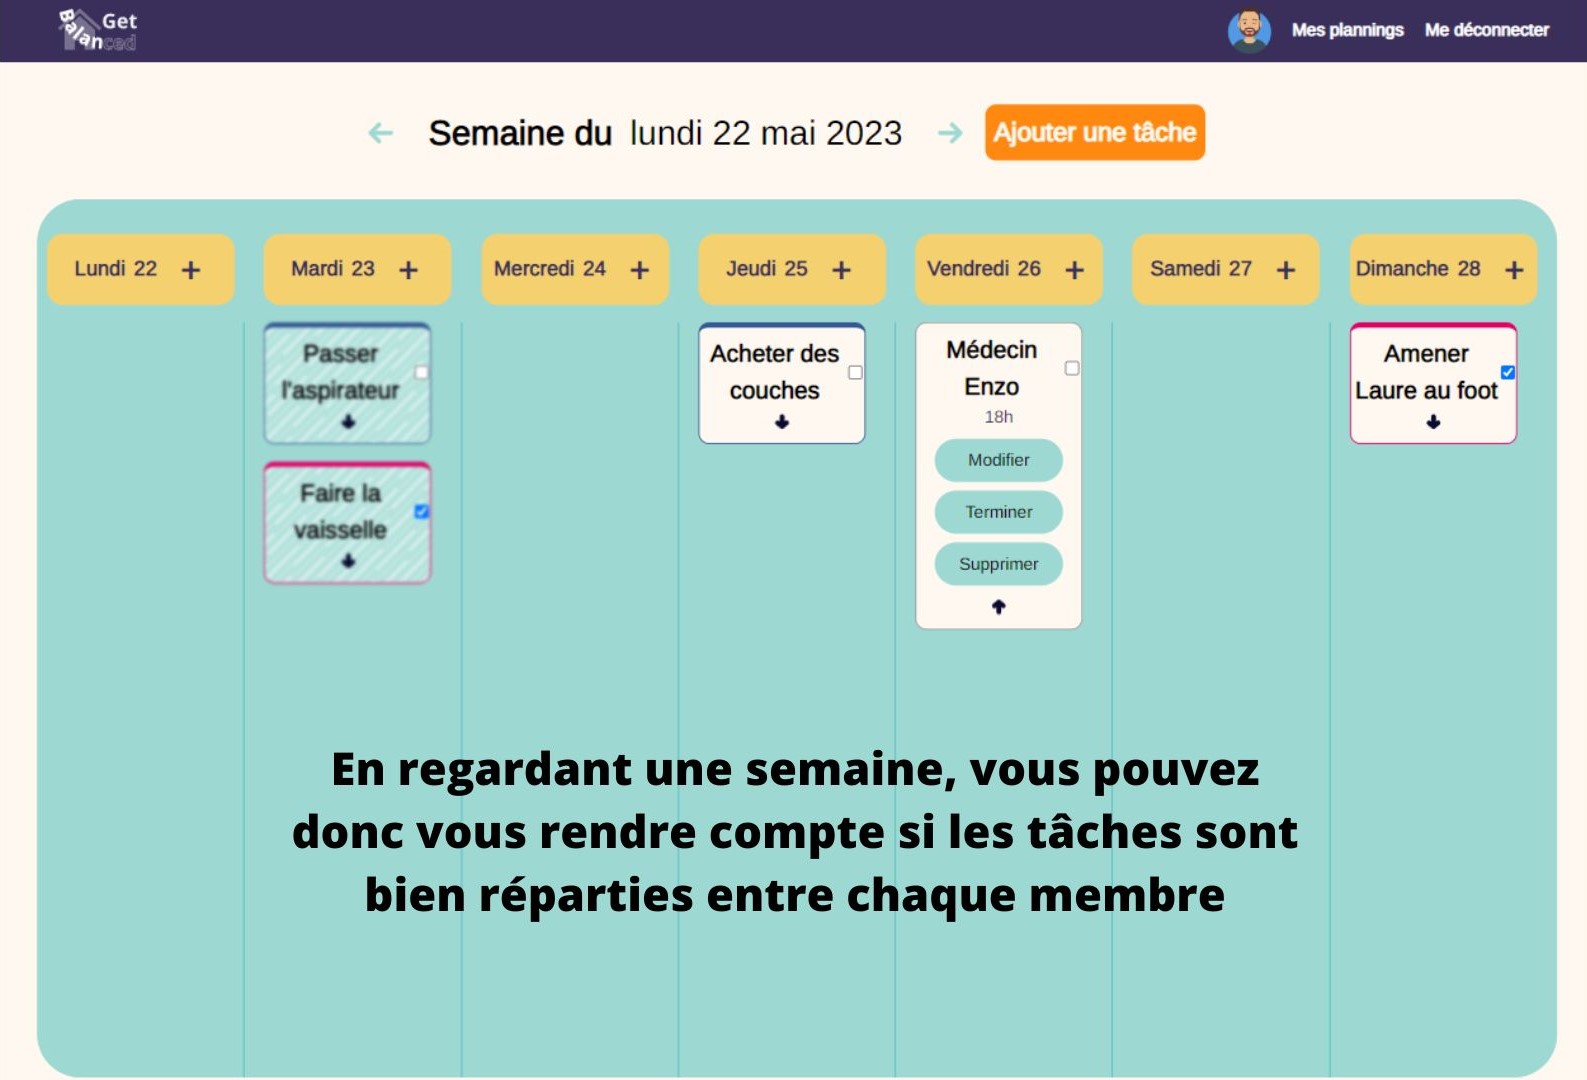 Get
Balanced
Mes plannings
Me déconnecter
Semaine du lundi 22 mai 2023
Ajouter une tâche
Lundi 22 +
Mardi 23 +
Mercredi 24 +
Jeudi 25 +
Vendredi 26 +
Samedi 27 +
Dimanche 28 +
Passer
l'aspirateur
Faire la
vaisselle
Acheter des
couches
Médecin
Enzo
18h
Modifier
Terminer
Supprimer
Amener
Laure au foot
En regardant une semaine, vous pouvez
donc vous rendre compte si les tâches sont
bien réparties entre chaque membre